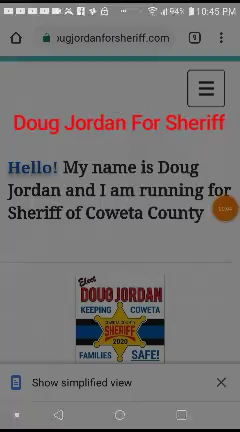 94% 10:45 PM
ougjordanforsheriff.com 9
Doug Jordan For Sheriff
Hello! My name is Doug
Jordan and I am running for
Sheriff of Coweta County
Elect
DOUG JORDAN
KEEPING COWETA
SHERIFF
2020
FAMILIES SAFE!
Show simplified view